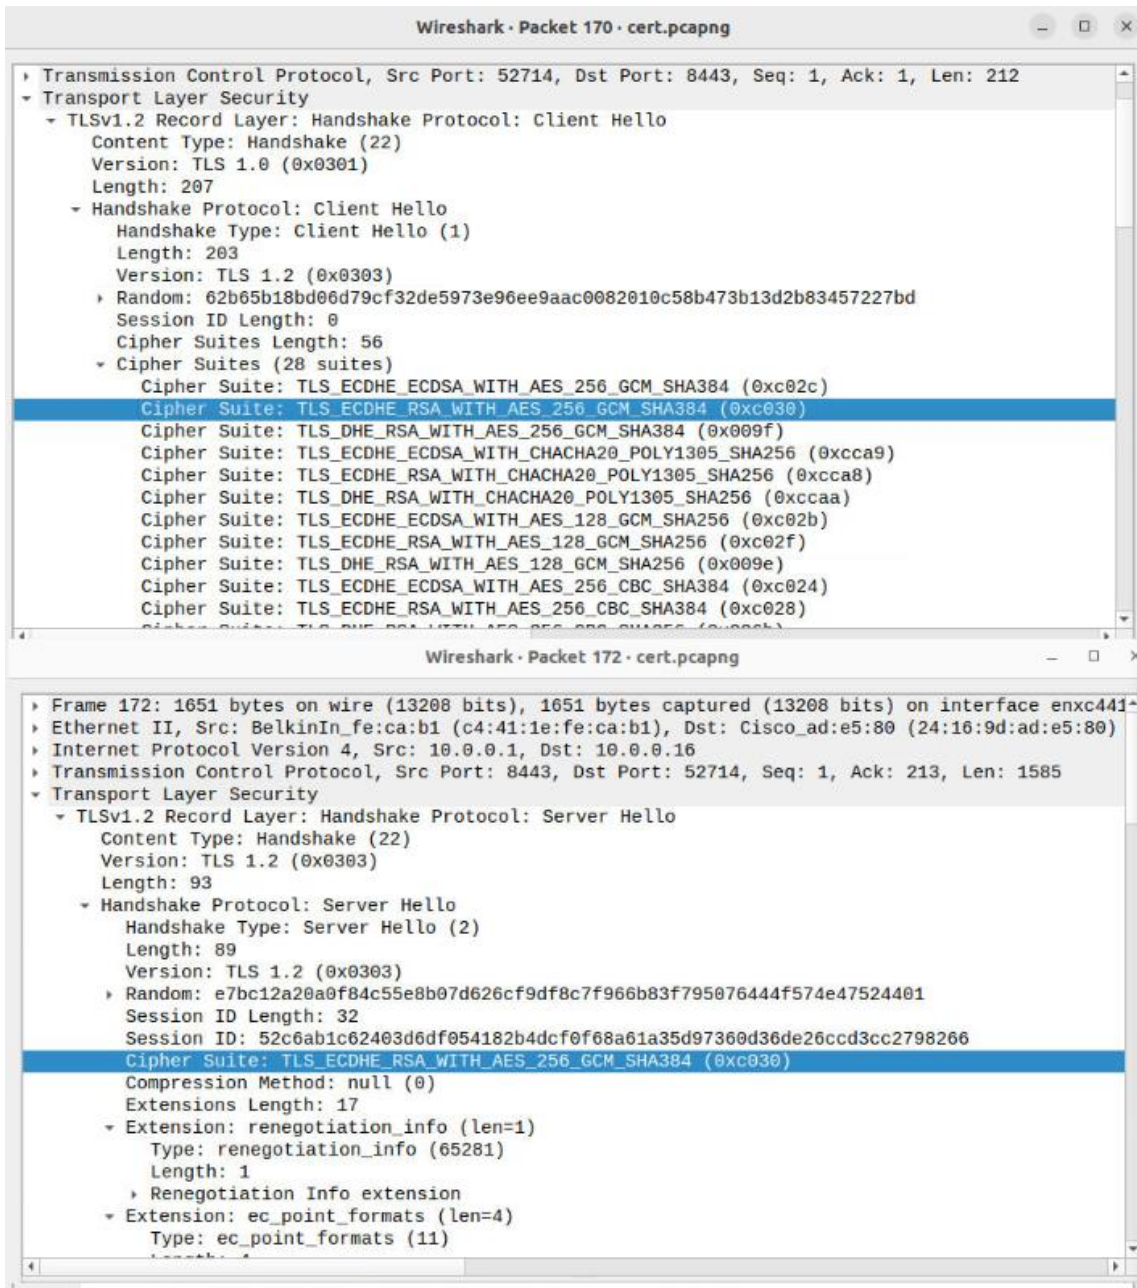 Wireshark · Packet 170 · cert.pcapng
Transmission Control Protocol, Src Port: 52714, Dst Port: 8443, Seq: 1, Ack: 1, Len: 212
Transport Layer Security
TLSv1.2 Record Layer: Handshake Protocol: Client Hello
Content Type: Handshake (22)
Version: TLS 1.0 (0x0301)
Length: 207
Handshake Protocol: Client Hello
Handshake Type: Client Hello (1)
Length: 203
Version: TLS 1.2 (0x0303)
Random: 62b65b18bd06d79cf32de5973e96ee9aac0082010c58b473b13d2b83457227bd
Session ID Length: 0
Cipher Suites Length: 56
Cipher Suites (28 suites)
Cipher Suite: TLS_ECDHE_ECDSA_WITH_AES_256_GCM_SHA384 (0xc02c)
Cipher Suite: TLS_ECDHE_RSA_WITH_AES_256_GCM_SHA384 (0xc030)
Cipher Suite: TLS_DHE_RSA_WITH_AES_256_GCM_SHA384 (0x009f)
Cipher Suite: TLS_ECDHE_ECDSA_WITH_CHACHA20_POLY1305_SHA256 (0xcca9)
Cipher Suite: TLS_ECDHE_RSA_WITH_CHACHA20_POLY1305_SHA256 (0xcca8)
Cipher Suite: TLS_DHE_RSA_WITH_CHACHA20_POLY1305_SHA256 (0xccaa)
Cipher Suite: TLS_ECDHE_ECDSA_WITH_AES_128_GCM_SHA256 (0xc02b)
Cipher Suite: TLS_ECDHE_RSA_WITH_AES_128_GCM_SHA256 (0xc02f)
Cipher Suite: TLS_DHE_RSA_WITH_AES_128_GCM_SHA256 (0x009e)
Cipher Suite: TLS_ECDHE_ECDSA_WITH_AES_256_CBC_SHA384 (0xc024)
Cipher Suite: TLS_ECDHE_RSA_WITH_AES_256_CBC_SHA384 (0xc028)
Wireshark · Packet 172 · cert.pcapng
Frame 172: 1651 bytes on wire (13208 bits), 1651 bytes captured (13208 bits) on interface enxc441
Ethernet II, Src: BelkinIn_fe:ca:b1 (c4:41:1e:fe:ca:b1), Dst: Cisco_ad:e5:80 (24:16:9d:ad:e5:80)
Internet Protocol Version 4, Src: 10.0.0.1, Dst: 10.0.0.16
Transmission Control Protocol, Src Port: 8443, Dst Port: 52714, Seq: 1, Ack: 213, Len: 1585
Transport Layer Security
TLSv1.2 Record Layer: Handshake Protocol: Server Hello
Content Type: Handshake (22)
Version: TLS 1.2 (0x0303)
Length: 93
Handshake Protocol: Server Hello
Handshake Type: Server Hello (2)
Length: 89
Version: TLS 1.2 (0x0303)
Random: e7bc12a20a0f84c55e8b07d626cf9df8c7f966b83f795076444f574e47524401
Session ID Length: 32
Session ID: 52c6ab1c62403d6df054182b4dcf0f68a61a35d97360d36de26ccd3cc2798266
Cipher Suite: TLS_ECDHE_RSA_WITH_AES_256_GCM_SHA384 (0xc030)
Compression Method: null (0)
Extensions Length: 17
Extension: renegotiation_info (len=1)
Type: renegotiation_info (65281)
Length: 1
Renegotiation Info extension
Extension: ec_point_formats (len=4)
Type: ec_point_formats (11)